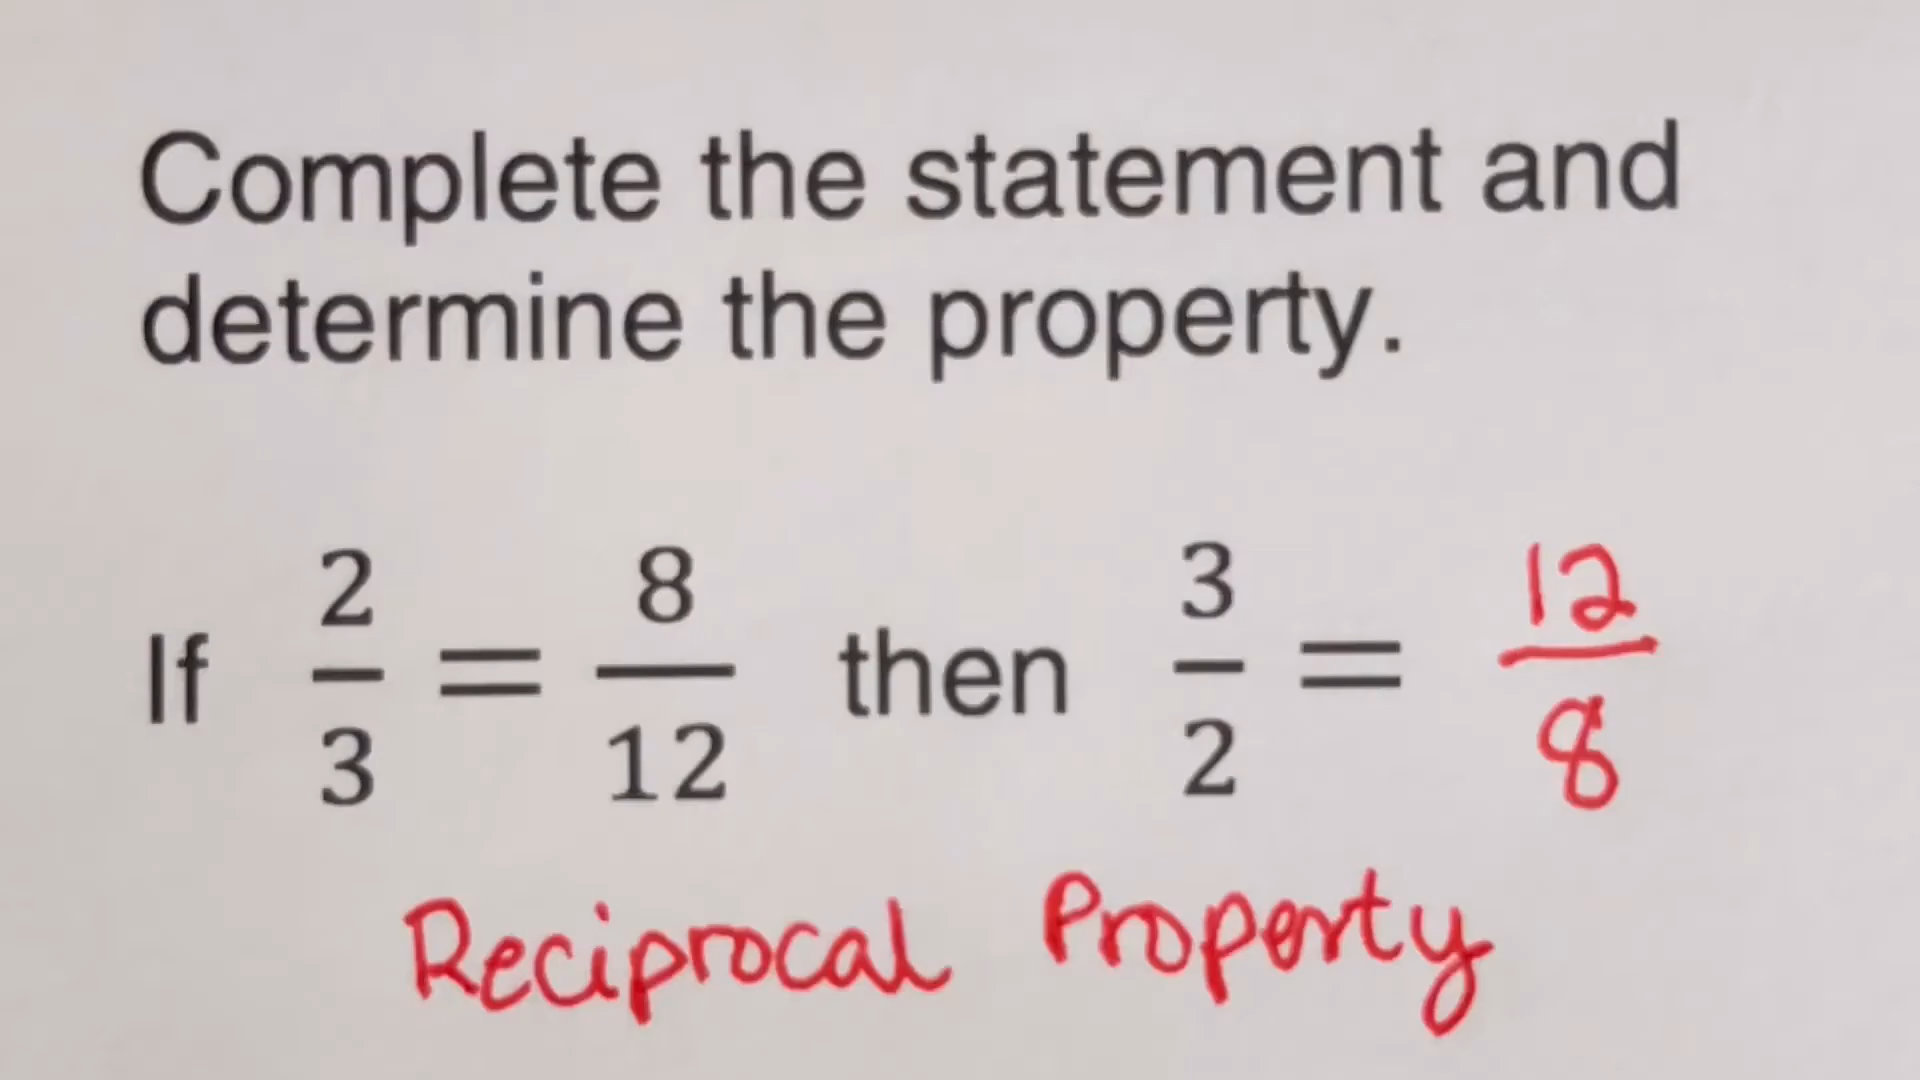 Complete the statement and
determine the property.
If 2/3 = 8/12 then 3/2 = 12/8
Reciprocal Property